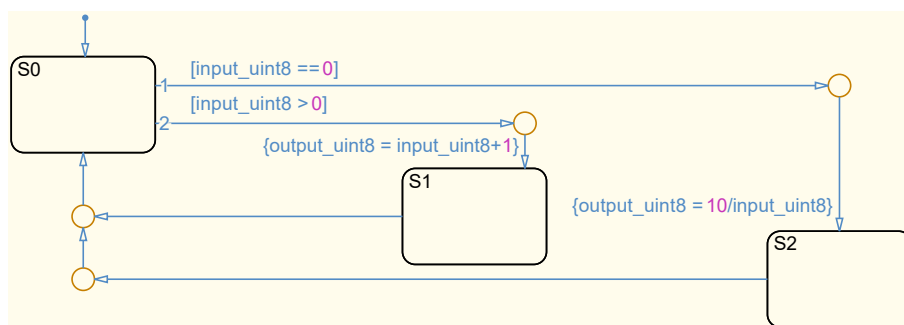 S0
1
[input_uint8 ==0]
2
[input_uint8 >0]
{output_uint8 = input_uint8+1}
S1
{output_uint8 =10/input_uint8}
S2